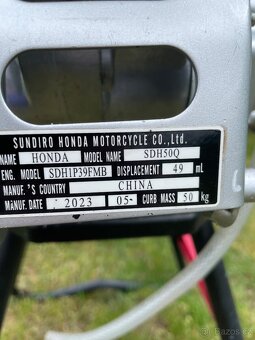 SUNDIRO HONDA MOTORCYCLE CO.,Ltd.
NAME HONDA MODEL NAME SDH50Q
ENG. MODEL SDH1P39FMB DISPLACEMENT 49 mL
MANUF.'S COUNTRY CHINA
MANUF. DATE 2023 05- CURB MASS 50 kg